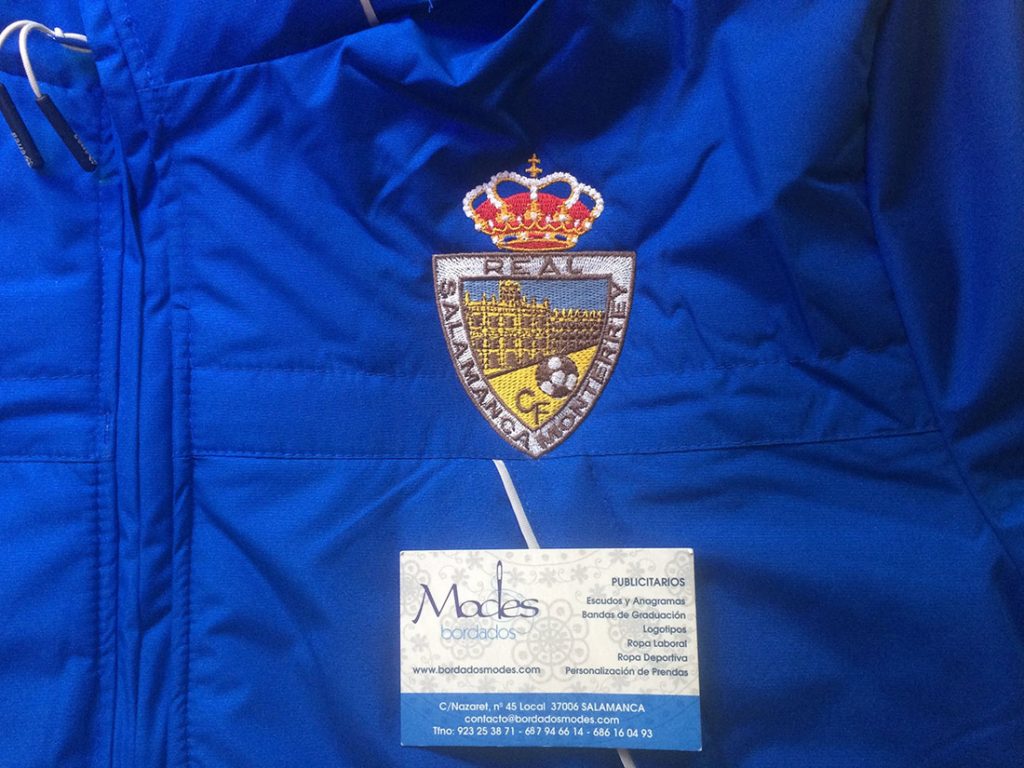 REAL
SALAMANCA MONTERREY
CF
Modes
bordados
www.bordadosmodes.com
PUBLICITARIOS
Escudos y Anagramas
Bandas de Graduación
Logotipos
Ropa Laboral
Ropa Deportiva
Personalización de Prendas
C/Nazaret, nº 45 Local 37006 SALAMANCA
contacto@bordadosmodes.com
Tfno: 923 25 38 71 - 687 94 66 14 - 686 16 04 93